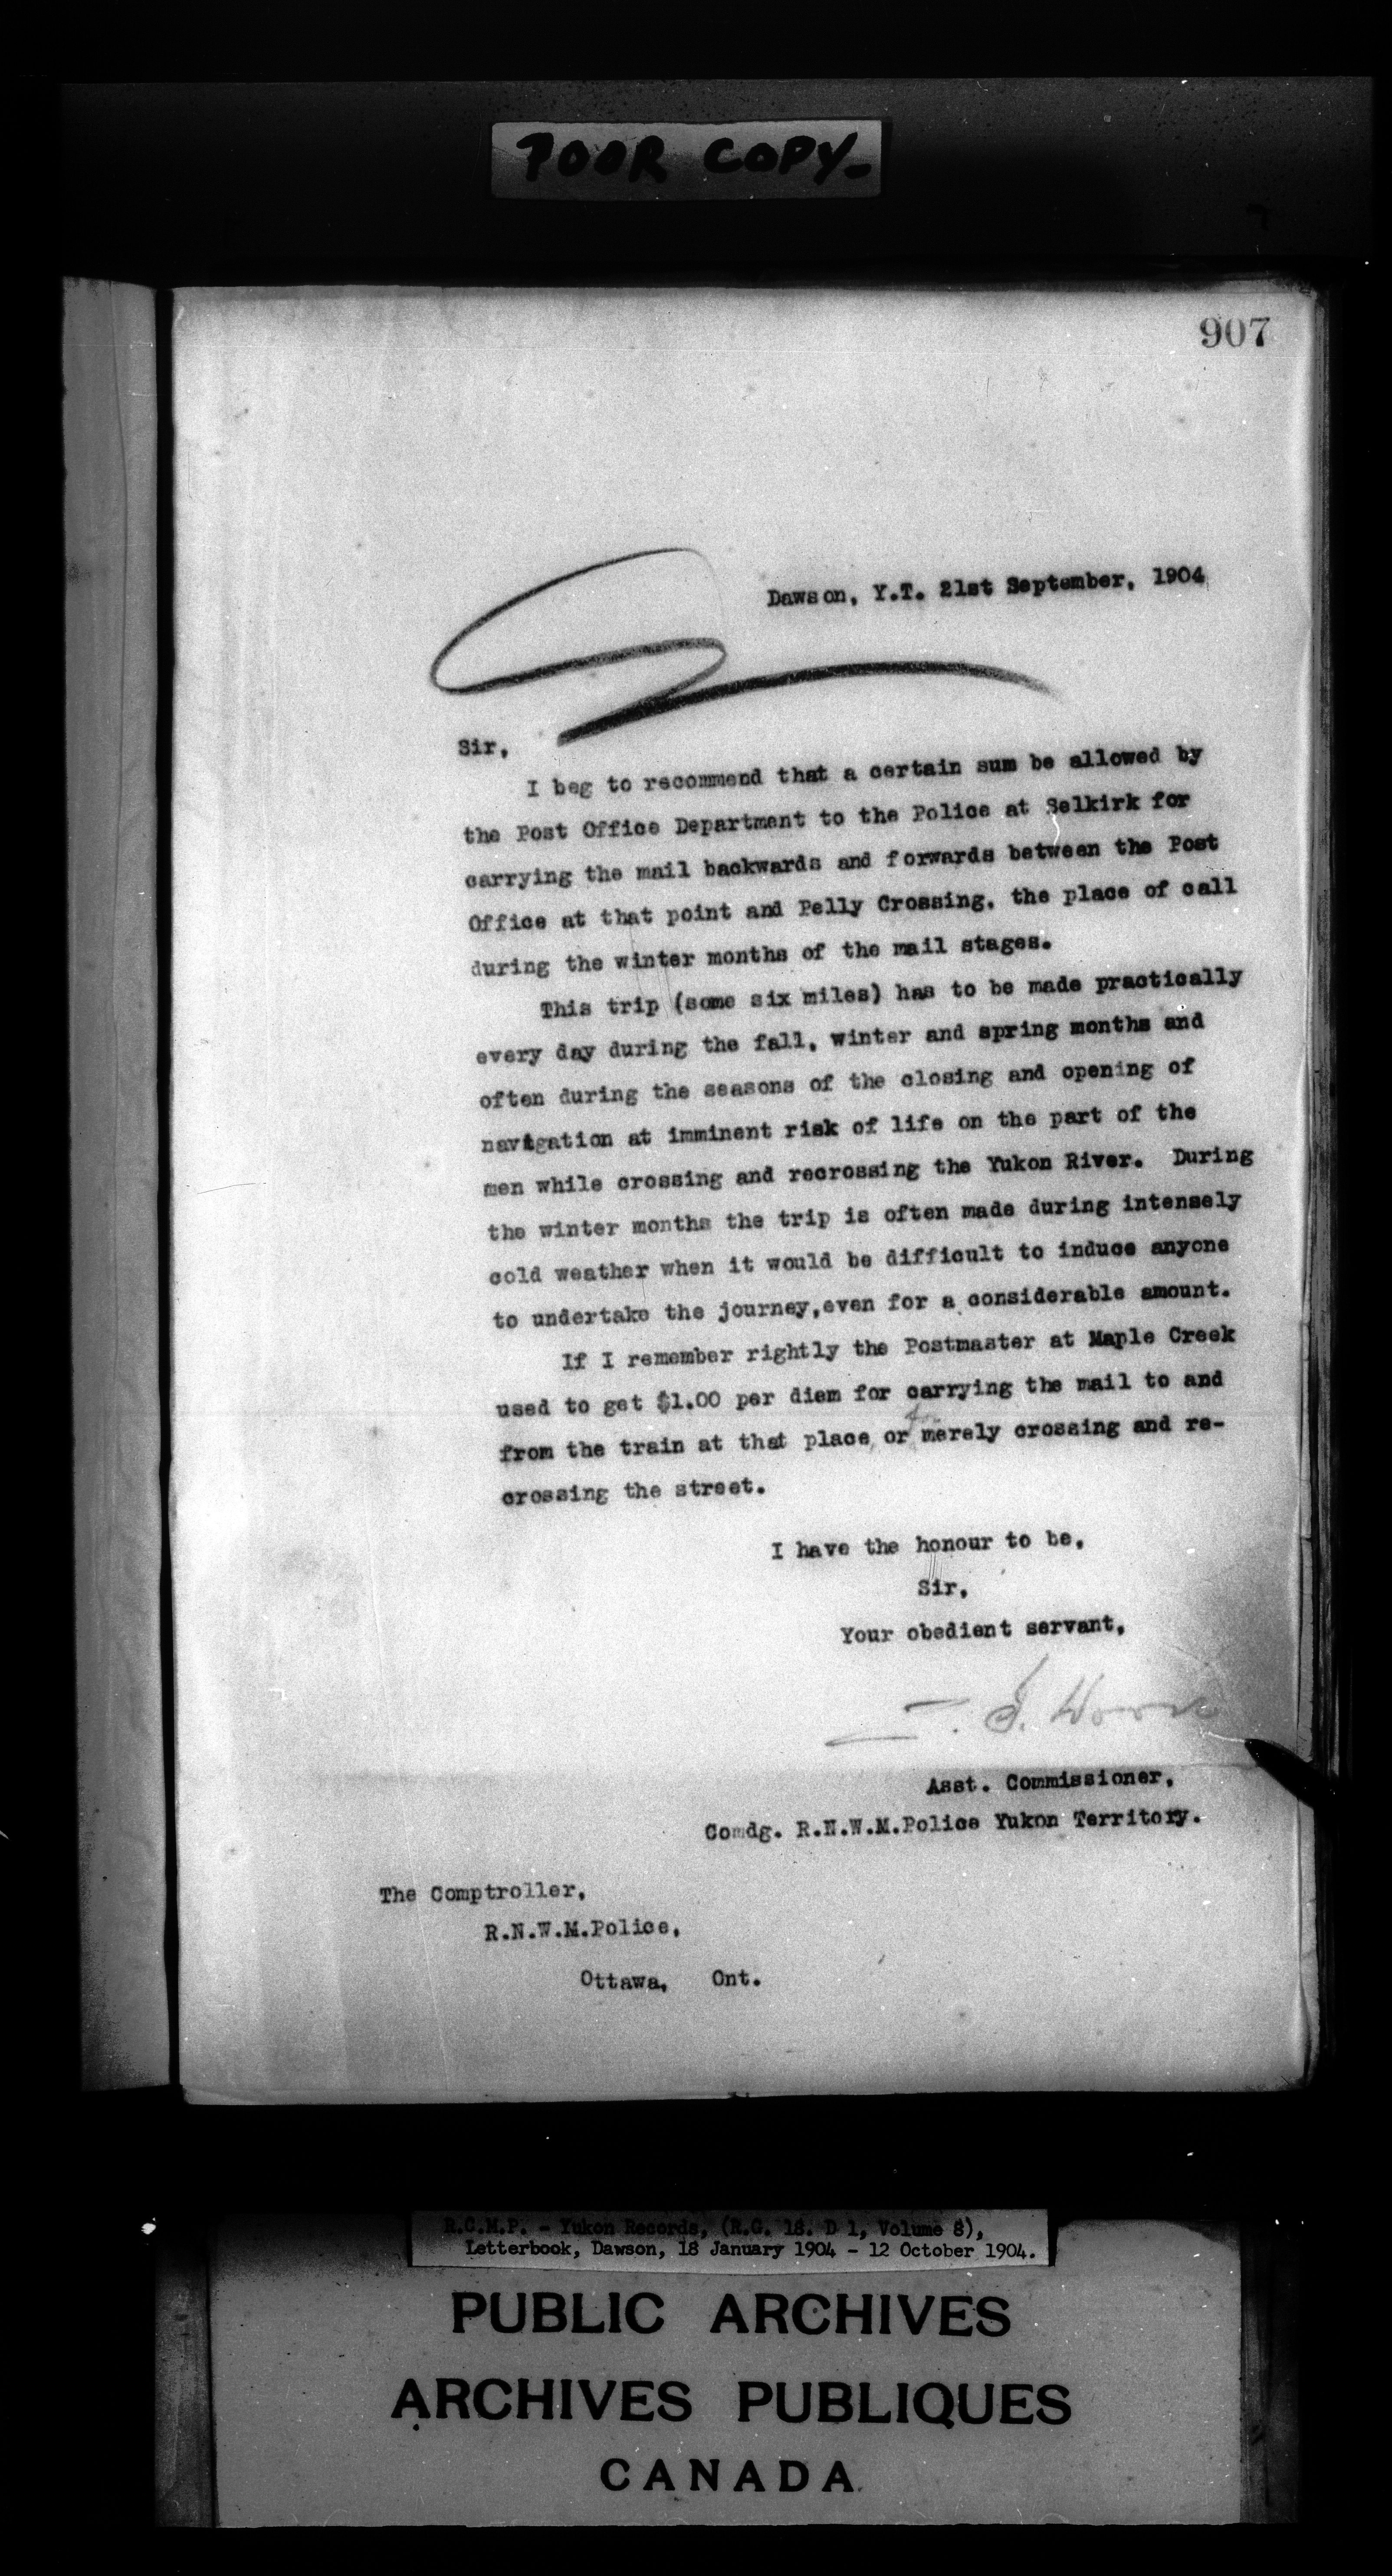 POOR COPY-
907
Dawson, Y.T. 21st September, 1904
Sir,
I beg to recommend that a certain sum be allowed by
the Post Office Department to the Police at Selkirk for
carrying the mail backwards and forwards between the Post
Office at that point and Pelly Crossing, the place of call
during the winter months of the mail stages.
This trip (some six miles) has to be made practically
every day during the fall, winter and spring months and
often during the seasons of the closing and opening of
navigation at imminent risk of life on the part of the
men while crossing and recrossing the Yukon River. During
the winter months the trip is often made during intensely
cold weather when it would be difficult to induce anyone
to undertake the journey,even for a considerable amount.
If I remember rightly the Postmaster at Maple Creek
used to get $1.00 per diem for carrying the mail to and
from the train at that place, or merely crossing and re-
crossing the street.
I have the honour to be,
Sir,
Your obedient servant,
Asst. Commissioner,
Comdg. R.N.W.M.Police Yukon Territory.
The Comptroller,
R.N.W.M.Police,
Ottawa, Ont.
R.C.M.P. - Yukon Records, (R.G. 18. D 1, Volume 8),
Letterbook, Dawson, 18 January 1904 - 12 October 1904.
PUBLIC ARCHIVES
ARCHIVES PUBLIQUES
CANADA